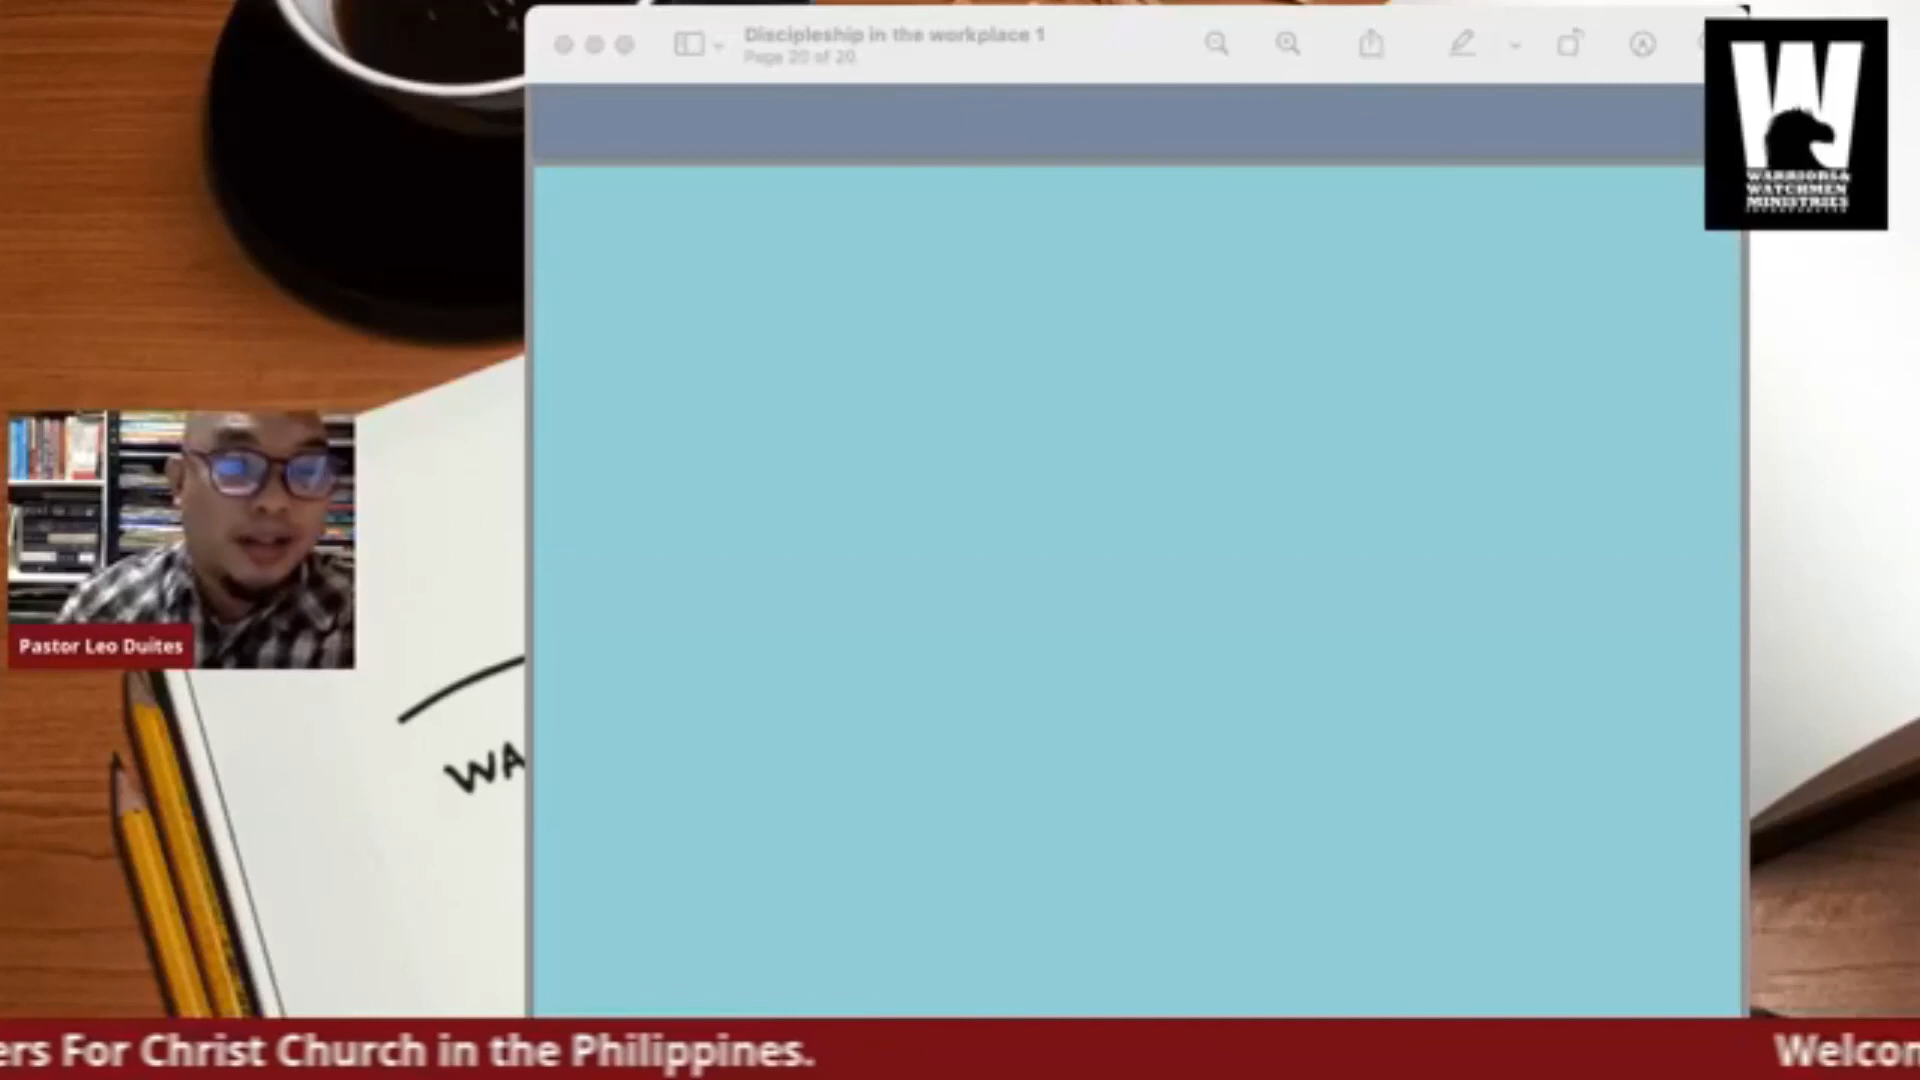 Discipleship in the workplace 1
Page 20 of 20
WARRIORS&
WATCHMEN
MINISTRIES
Pastor Leo Duites
WA
ers For Christ Church in the Philippines.
Welcom